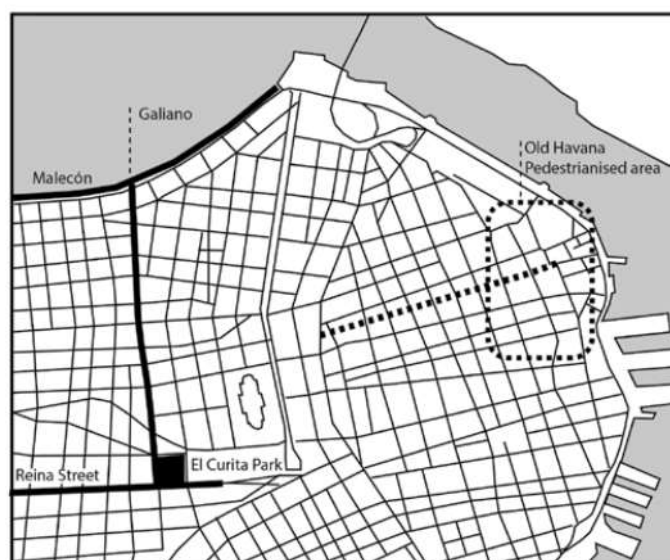 Galiano
Malecón
Old Havana
Pedestrianised area
El Curita Park
Reina Street